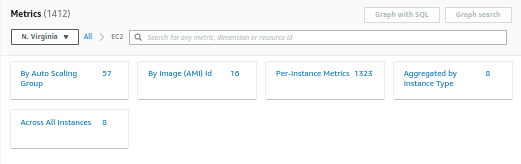 Metrics (1412)
Graph with SQL
Graph search
N. Virginia
All
EC2
Search for any metric, dimension or resource id
By Auto Scaling 57
Group
By Image (AMI) Id 16
Per-Instance Metrics 1323
Aggregated by 8
Instance Type
Across All Instances 8